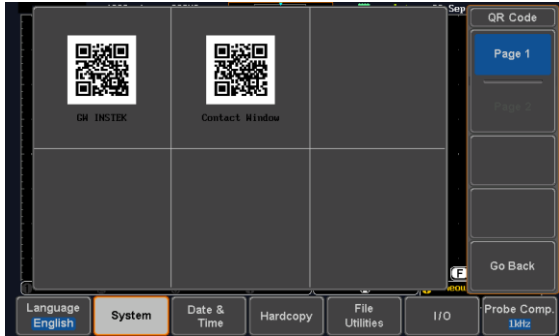 Sep
QR Code
Page 1
Page 2
GW INSTEK
Contact Window
Go Back
F
Language
English
System
Date &
Time
Hardcopy
File
Utilities
I/O
Probe Comp.
1kHz